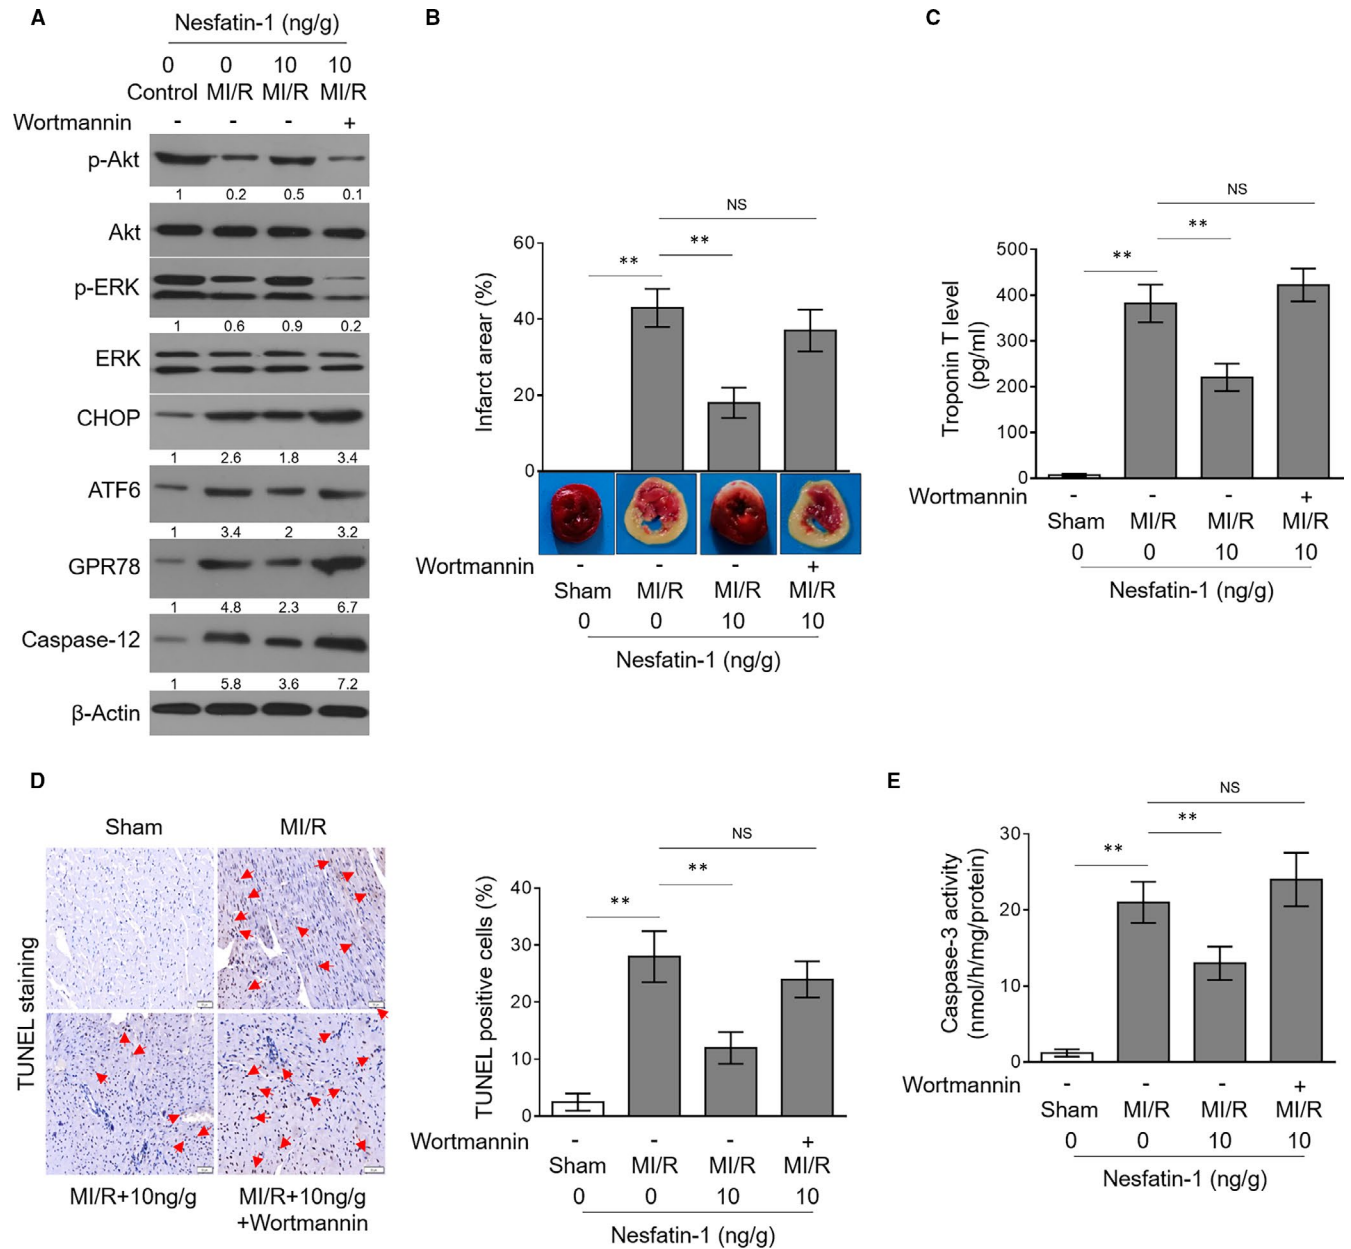 A
Nesfatin-1 (ng/g)
0 0 10 10
Control MI/R MI/R MI/R
Wortmannin - - - +
p-Akt
1 0.2 0.5 0.1
Akt
p-ERK
1 0.6 0.9 0.2
ERK
CHOP
1 2.6 1.8 3.4
ATF6
1 3.4 2 3.2
GPR78
1 4.8 2.3 6.7
Caspase-12
1 5.8 3.6 7.2
β-Actin
B
NS
** **
Infarct arear (%)
60
40
20
0
Wortmannin - - - +
Sham MI/R MI/R MI/R
0 0 10 10
Nesfatin-1 (ng/g)
C
NS
** **
Troponin T level
(pg/ml)
500
400
300
200
100
0
Wortmannin - - - +
Sham MI/R MI/R MI/R
0 0 10 10
Nesfatin-1 (ng/g)
D
Sham MI/R
TUNEL staining
MI/R+10ng/g MI/R+10ng/g
+Wortmannin
NS
** **
TUNEL positive cells (%)
40
30
20
10
0
Wortmannin - - - +
Sham MI/R MI/R MI/R
0 0 10 10
Nesfatin-1 (ng/g)
E
NS
** **
Caspase-3 activity
(nmol/h/mg/protein)
30
20
10
0
Wortmannin - - - +
Sham MI/R MI/R MI/R
0 0 10 10
Nesfatin-1 (ng/g)